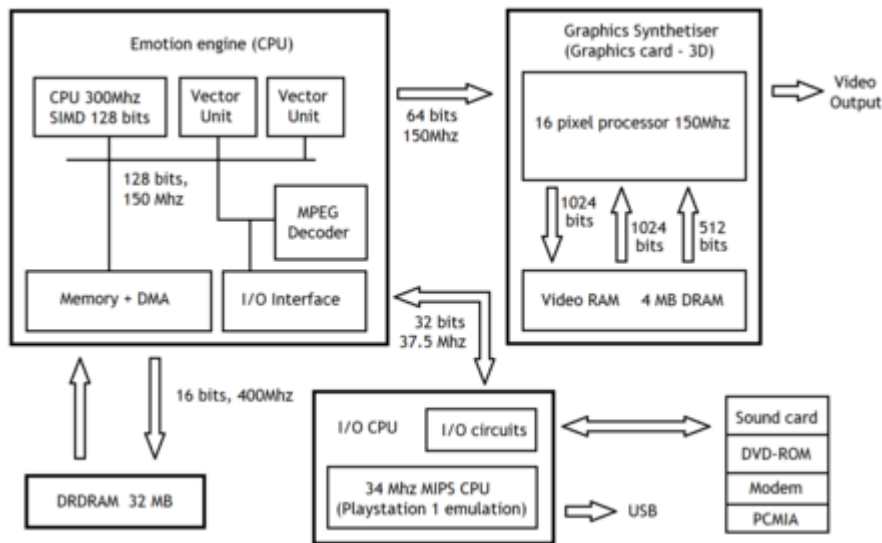 Emotion engine (CPU)
CPU 300Mhz
SIMD 128 bits
Vector
Unit
Vector
Unit
128 bits,
150 Mhz
MPEG
Decoder
Memory + DMA
I/O Interface
64 bits
150Mhz
Graphics Synthetiser
(Graphics card - 3D)
16 pixel processor 150Mhz
1024
bits
1024
bits
512
bits
Video RAM 4 MB DRAM
Video
Output
32 bits
37.5 Mhz
16 bits, 400Mhz
DRDRAM 32 MB
I/O CPU
I/O circuits
34 Mhz MIPS CPU
(Playstation 1 emulation)
USB
Sound card
DVD-ROM
Modem
PCMIA